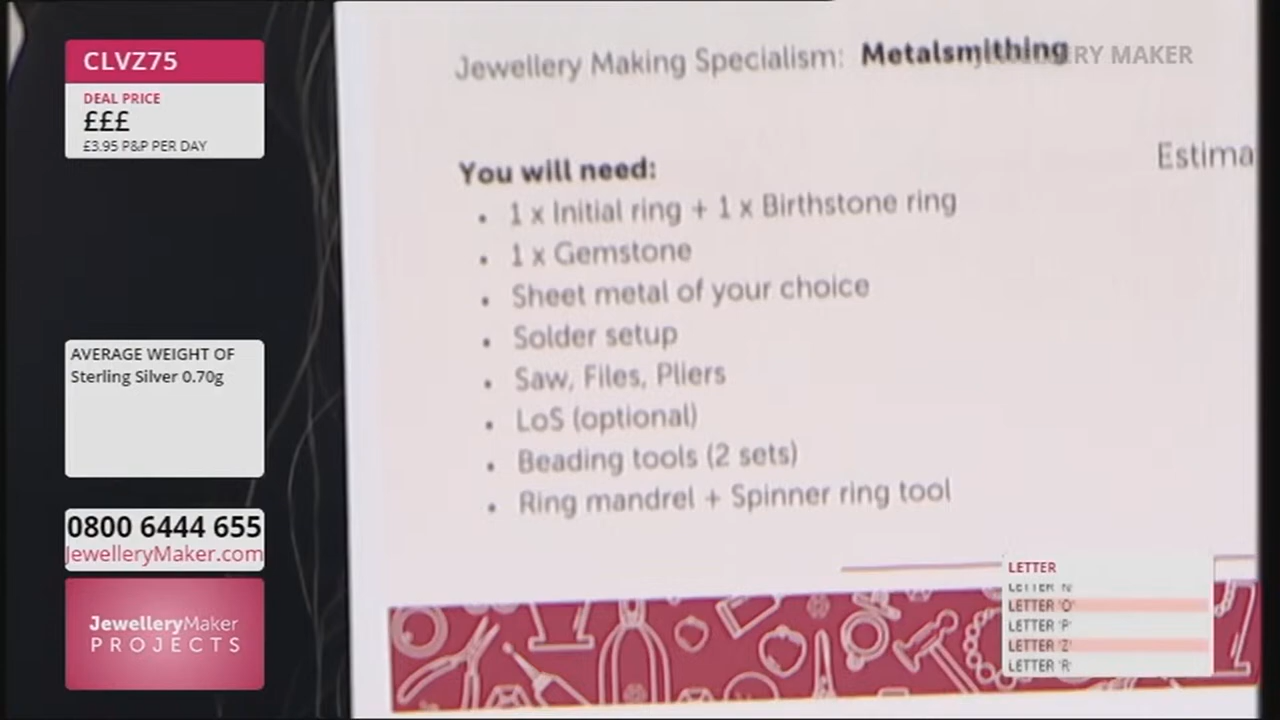 CLVZ75
DEAL PRICE
£££
£3.95 P&P PER DAY
AVERAGE WEIGHT OF
Sterling Silver 0.70g
0800 6444 655
JewelleryMaker.com
JewelleryMaker
PROJECTS
Jewellery Making Specialism: Metalsmithing
RY MAKER
Estima
You will need:
• 1 x Initial ring + 1 x Birthstone ring
• 1 x Gemstone
• Sheet metal of your choice
• Solder setup
• Saw, Files, Pliers
• LoS (optional)
• Beading tools (2 sets)
• Ring mandrel + Spinner ring tool
LETTER
LETTER 'N'
LETTER 'O'
LETTER 'P'
LETTER 'Z'
LETTER 'R'